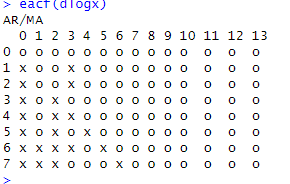 > eacf(dlogx)
AR/MA
  0 1 2 3 4 5 6 7 8 9 10 11 12 13
0 o o o o o o o o o o o  o  o  o
1 x o o x o o o o o o o  o  o  o
2 x o x o o o o o o o o  o  o  o
3 x o x o o o o o o o o  o  o  o
4 x o x o o o o o o o o  o  o  o
5 x o x o x o o o o o o  o  o  o
6 x x x o o x o o o o o  o  o  o
7 x x x o o o x o o o o  o  o  o
>